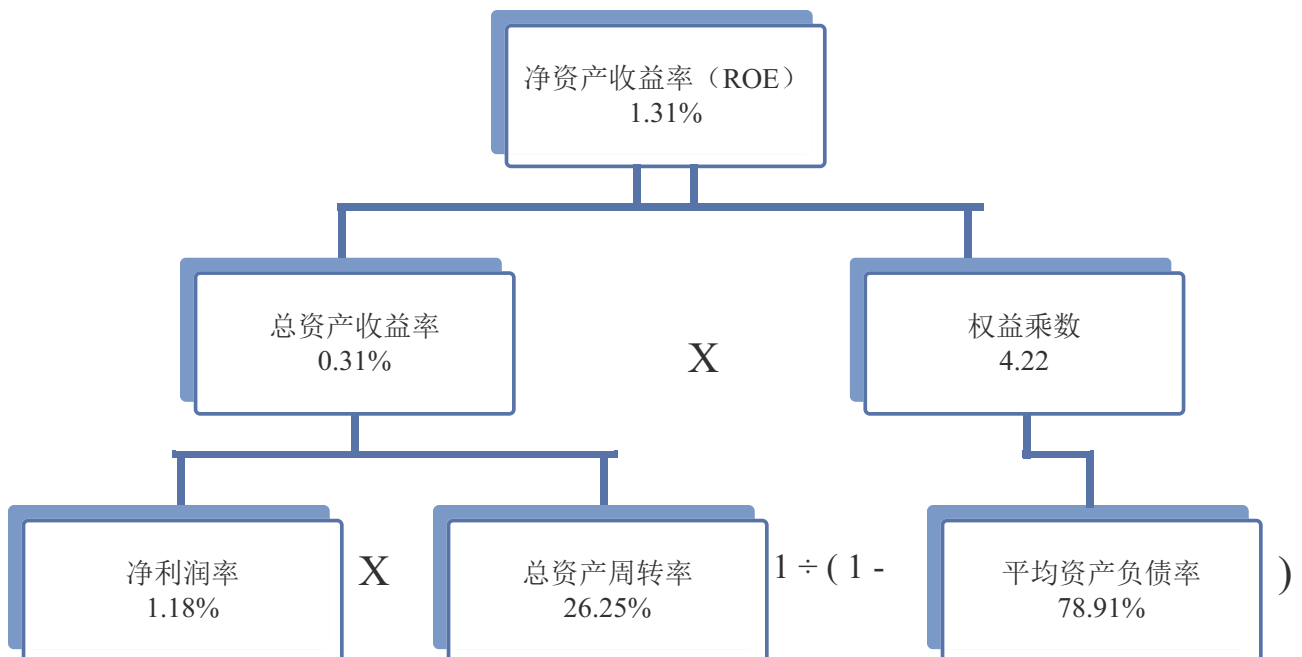 净资产收益率（ROE）
1.31%
总资产收益率
0.31%
X
权益乘数
4.22
净利润率
1.18%
X
总资产周转率
26.25%
1 ÷ ( 1 -
平均资产负债率
78.91%
)